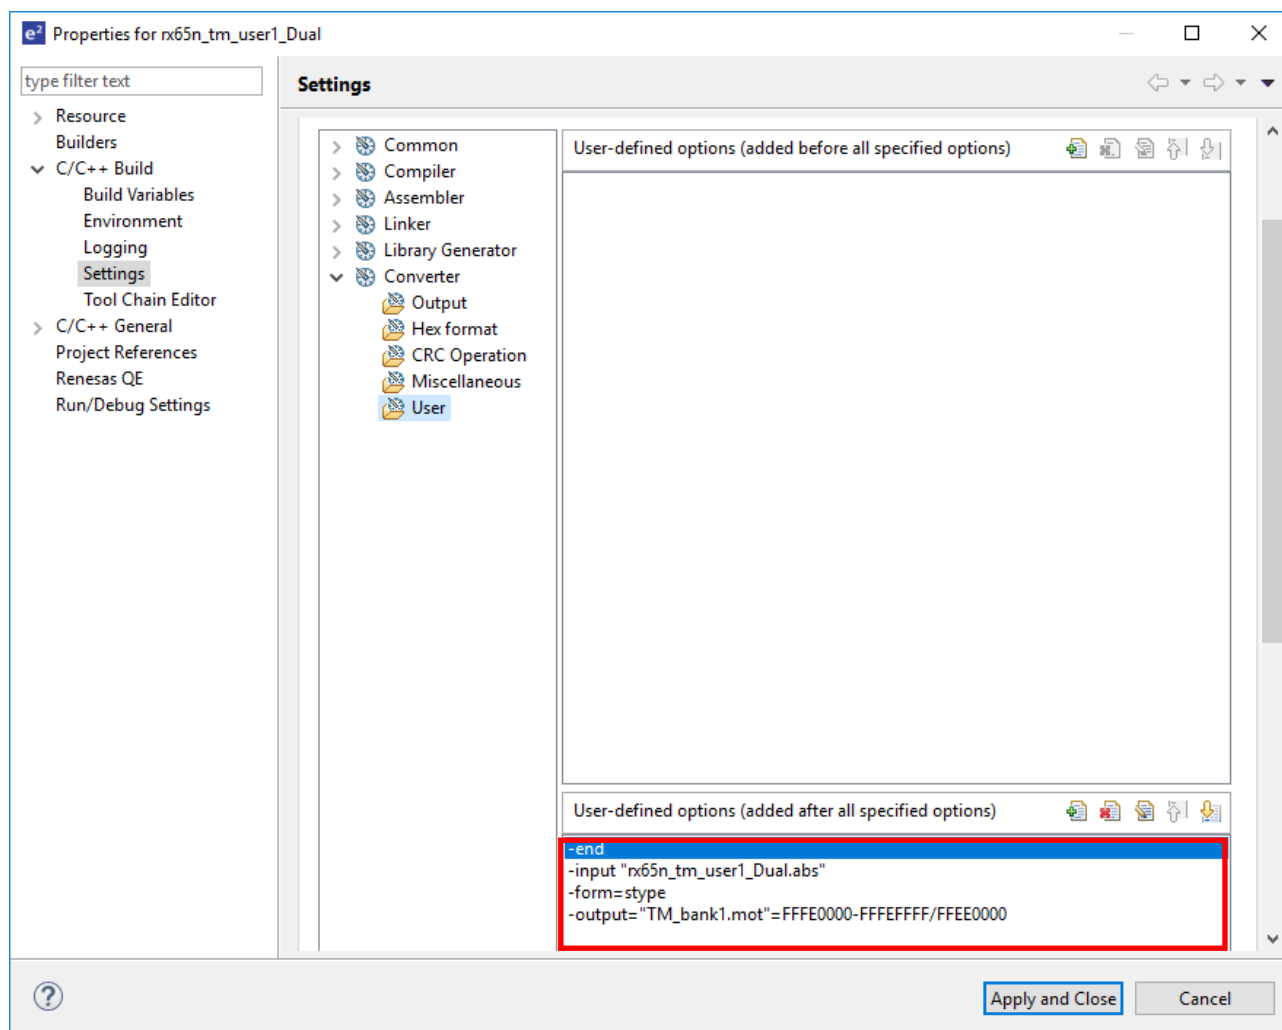 e² Properties for rx65n_tm_user1_Dual
type filter text
Resource
Builders
C/C++ Build
Build Variables
Environment
Logging
Settings
Tool Chain Editor
C/C++ General
Project References
Renesas QE
Run/Debug Settings
Settings
Common
Compiler
Assembler
Linker
Library Generator
Converter
Output
Hex format
CRC Operation
Miscellaneous
User
User-defined options (added before all specified options)
User-defined options (added after all specified options)
-end
-input "rx65n_tm_user1_Dual.abs"
-form=stype
-output="TM_bank1.mot"=FFFE0000-FFFEFFFF/FFEE0000
?
Apply and Close
Cancel